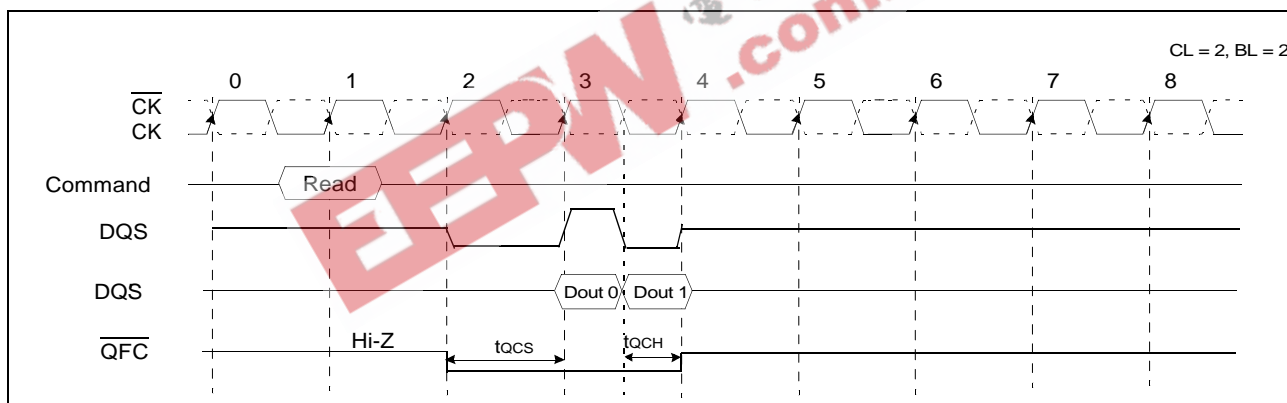 CL = 2, BL = 2
0 1 2 3 4 5 6 7 8
CK
CK
Command Read
DQS
DQS Dout 0 Dout 1
QFC Hi-Z tQCS tQCH
EEPW .com